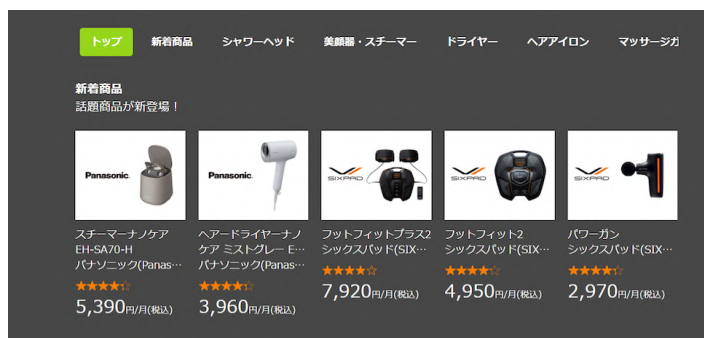 トップ 新着商品 シャワーヘッド 美顔器・スチーマー ドライヤー ヘアアイロン マッサージガ
新着商品
話題商品が新登場！
Panasonic
スチーマーナノケア
EH-SA70-H
パナソニック(Panas…
★★★★☆
5,390円/月(税込)
Panasonic
ヘアードライヤーナノ
ケア ミストグレー E…
パナソニック(Panas…
★★★★☆
3,960円/月(税込)
SIXPAD
フットフィットプラス2
シックスパッド(SIX…
★★★★☆
7,920円/月(税込)
SIXPAD
フットフィット2
シックスパッド(SIX…
★★★★☆
4,950円/月(税込)
SIXPAD
パワーガン
シックスパッド(SIX…
★★★★☆
2,970円/月(税込)